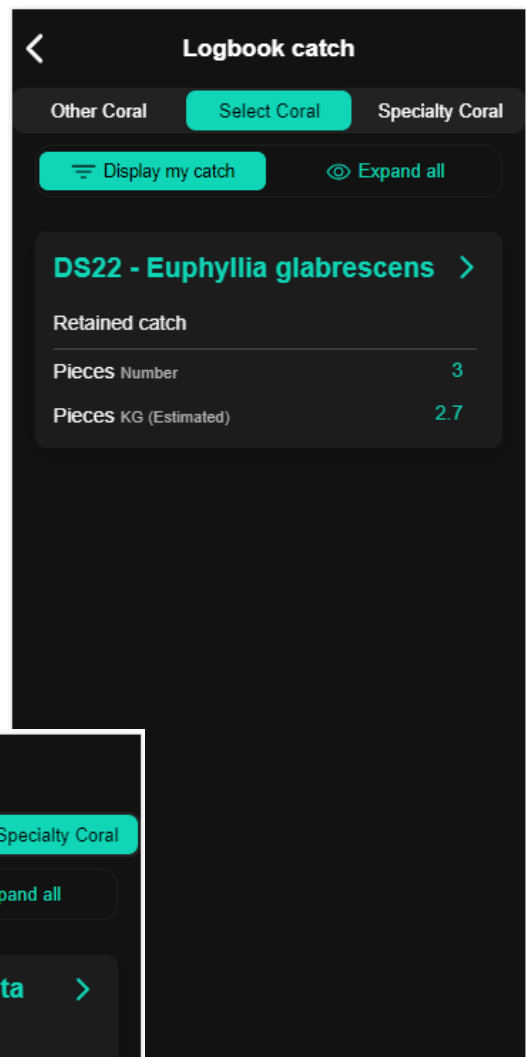 Logbook catch
Other Coral Select Coral Specialty Coral
Display my catch Expand all
DS22 - Euphyllia glabrescens
Retained catch
Pieces Number 3
Pieces KG (Estimated) 2.7
Specialty Coral
pand all
ta